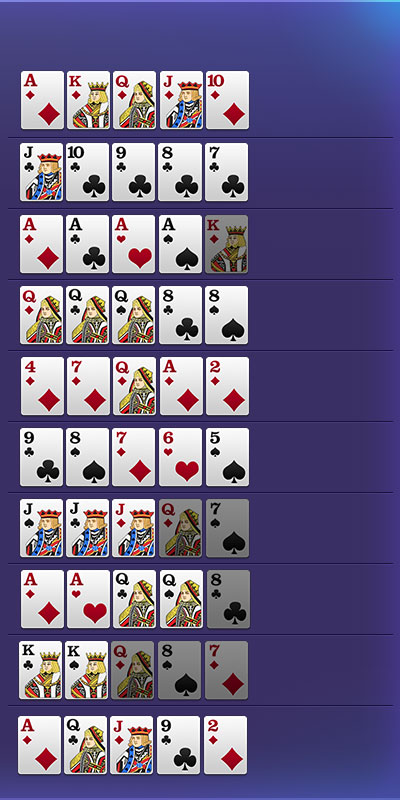 A K Q J 10
J 10 9 8 7
A A A A K
Q Q Q 8 8
4 7 Q A 2
9 8 7 6 5
J J J Q 7
A A Q Q 8
K K Q 8 7
A Q J 9 2